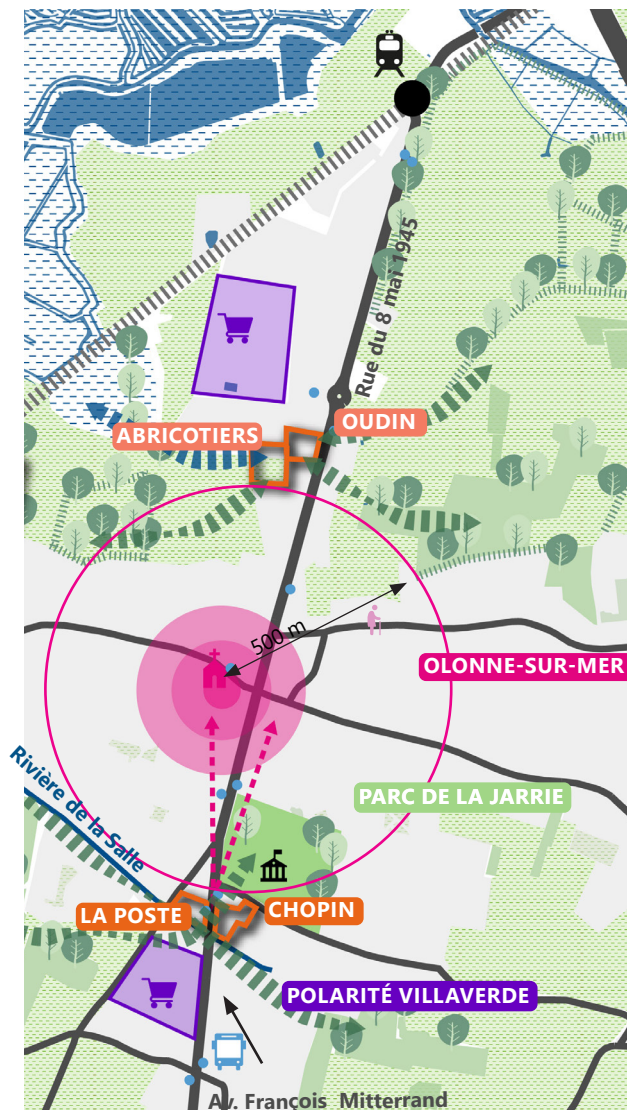 Rue du 8 mai 1945
OUDIN
ABRICOTIERS
500 m
OLONNE-SUR-MER
Rivière de la Salle
PARC DE LA JARRIE
LA POSTE
CHOPIN
POLARITÉ VILLAVERDE
Av. François Mitterrand